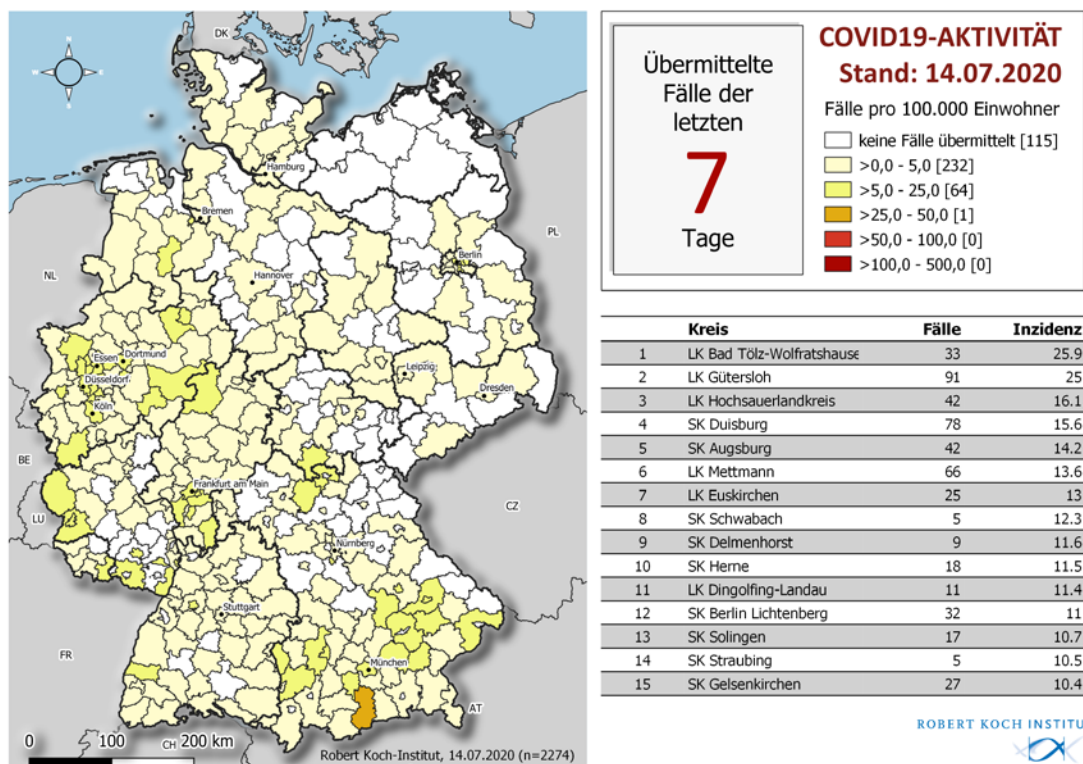 DK
N
W
E
S
Hamburg
Bremen
PL
Berlin
Hannover
NL
Essen
Dortmund
Düsseldorf
Leipzig
Dresden
Köln
BE
Frankfurt am Main
LU
CZ
Nürnberg
Stuttgart
FR
München
AT
CH
0 100 200 km
Robert Koch-Institut, 14.07.2020 (n=2274)
Übermittelte
Fälle der
letzten
7
Tage
COVID19-AKTIVITÄT
Stand: 14.07.2020
Fälle pro 100.000 Einwohner
keine Fälle übermittelt [115]
>0,0 - 5,0 [232]
>5,0 - 25,0 [64]
>25,0 - 50,0 [1]
>50,0 - 100,0 [0]
>100,0 - 500,0 [0]
Kreis Fälle Inzidenz
1 LK Bad Tölz-Wolfratshause 33 25.9
2 LK Gütersloh 91 25
3 LK Hochsauerlandkreis 42 16.1
4 SK Duisburg 78 15.6
5 SK Augsburg 42 14.2
6 LK Mettmann 66 13.6
7 LK Euskirchen 25 13
8 SK Schwabach 5 12.3
9 SK Delmenhorst 9 11.6
10 SK Herne 18 11.5
11 LK Dingolfing-Landau 11 11.4
12 SK Berlin Lichtenberg 32 11
13 SK Solingen 17 10.7
14 SK Straubing 5 10.5
15 SK Gelsenkirchen 27 10.4
ROBERT KOCH INSTITU